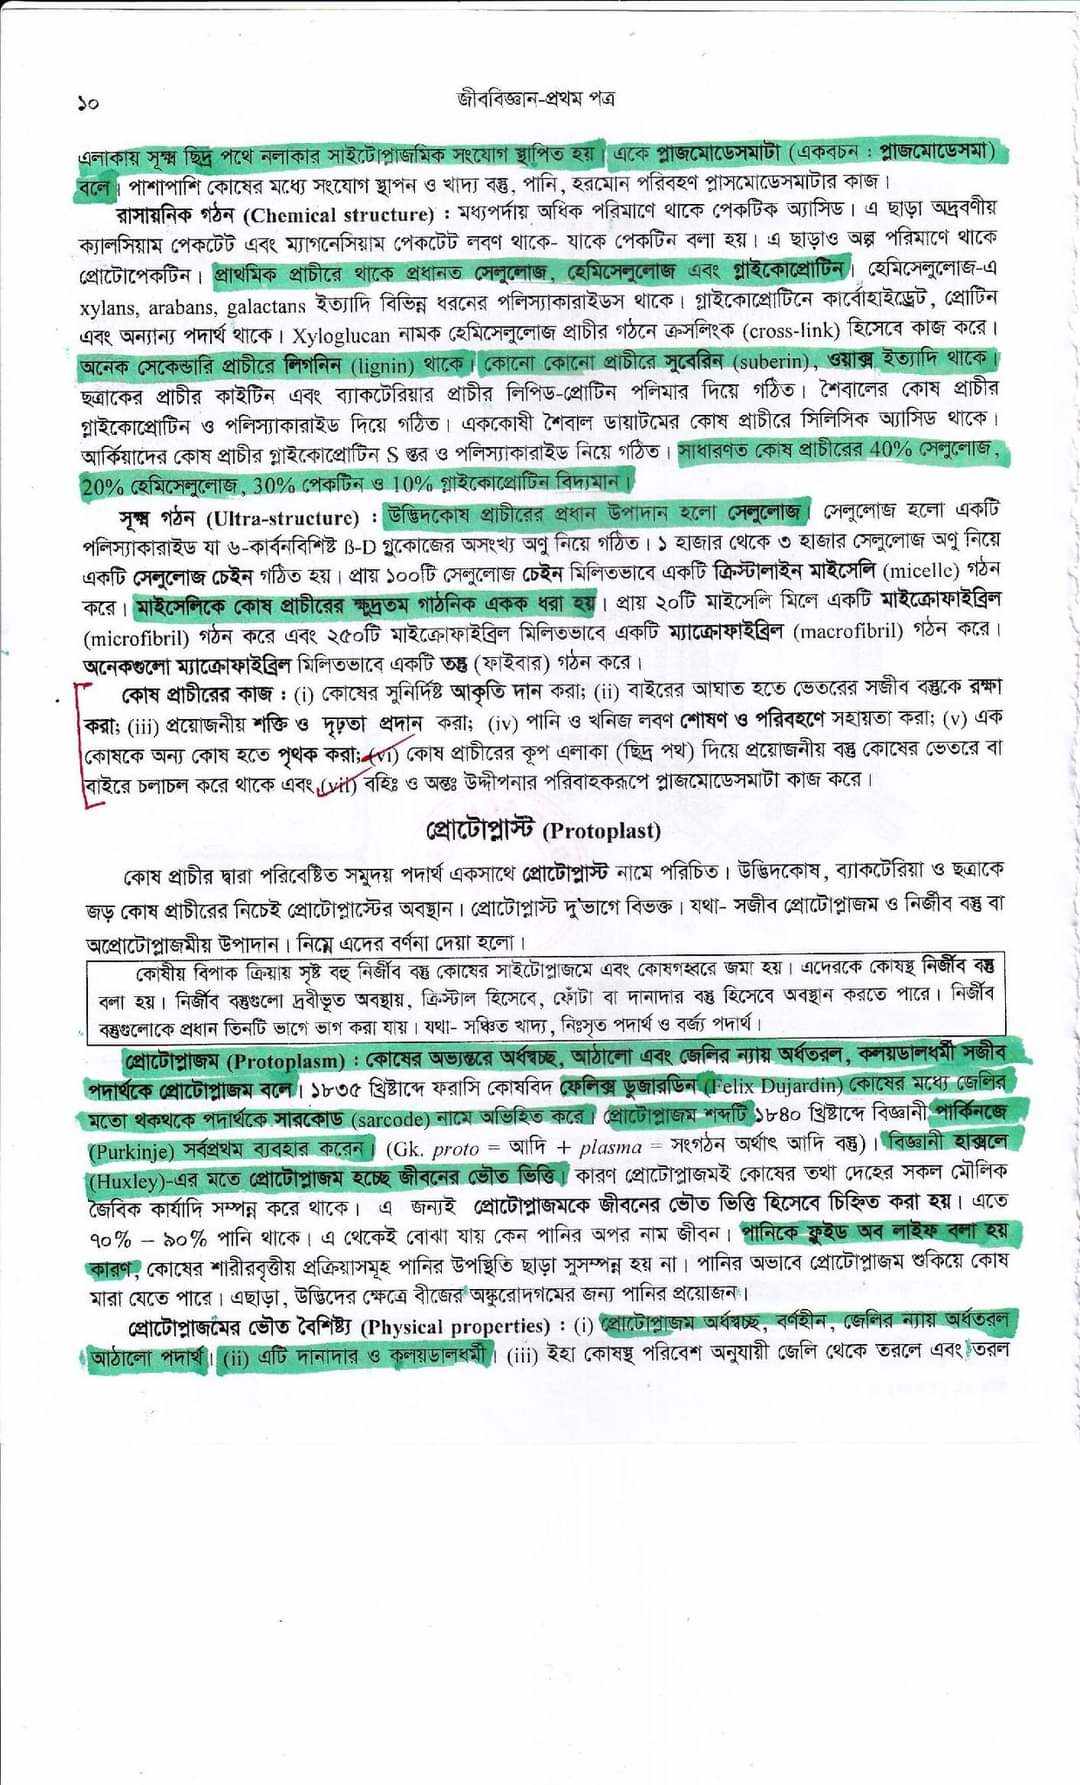 ১০
জীববিজ্ঞান-প্রথম পত্র
এলাকায় সূক্ষ্ম ছিদ্র পথে নলাকার সাইটোপ্লাজমিক সংযোগ স্থাপিত হয়। একে প্লাজমোডেসমাটা (একবচন : প্লাজমোডেসমা)
বলে। পাশাপাশি কোষের মধ্যে সংযোগ স্থাপন ও খাদ্য বস্তু, পানি, হরমোন পরিবহণ প্লাসমোডেসমাটার কাজ।
রাসায়নিক গঠন (Chemical structure) : মধ্যপর্দায় অধিক পরিমাণে থাকে পেকটিক অ্যাসিড। এ ছাড়া অদ্রবণীয়
ক্যালসিয়াম পেকটেট এবং ম্যাগনেসিয়াম পেকটেট লবণ থাকে- যাকে পেকটিন বলা হয়। এ ছাড়াও অল্প পরিমাণে থাকে
প্রোটোপেকটিন। প্রাথমিক প্রাচীরে থাকে প্রধানত সেলুলোজ, হেমিসেলুলোজ এবং গ্লাইকোপ্রোটিন। হেমিসেলুলোজ-এ
xylans, arabans, galactans ইত্যাদি বিভিন্ন ধরনের পলিস্যাকারাইডস থাকে। গ্লাইকোপ্রোটিনে কার্বোহাইড্রেট, প্রোটিন
এবং অন্যান্য পদার্থ থাকে। Xyloglucan নামক হেমিসেলুলোজ প্রাচীর গঠনে ক্রসলিংক (cross-link) হিসেবে কাজ করে।
অনেক সেকেন্ডারি প্রাচীরে লিগনিন (lignin) থাকে। কোনো কোনো প্রাচীরে সুবেরিন (suberin), ওয়াক্স ইত্যাদি থাকে।
ছত্রাকের প্রাচীর কাইটিন এবং ব্যাকটেরিয়ার প্রাচীর লিপিড-প্রোটিন পলিমার দিয়ে গঠিত। শৈবালের কোষ প্রাচীর
গ্লাইকোপ্রোটিন ও পলিস্যাকারাইড দিয়ে গঠিত। এককোষী শৈবাল ডায়াটমের কোষ প্রাচীরে সিলিসিক অ্যাসিড থাকে।
আর্কিয়াদের কোষ প্রাচীর গ্লাইকোপ্রোটিন S স্তর ও পলিস্যাকারাইড নিয়ে গঠিত। সাধারণত কোষ প্রাচীরের 40% সেলুলোজ,
20% হেমিসেলুলোজ, 30% পেকটিন ও 10% গ্লাইকোপ্রোটিন বিদ্যমান।
সূক্ষ্ম গঠন (Ultra-structure) : উদ্ভিদকোষ প্রাচীরের প্রধান উপাদান হলো সেলুলোজ। সেলুলোজ হলো একটি
পলিস্যাকারাইড যা ৬-কার্বনবিশিষ্ট ß-D গ্লুকোজের অসংখ্য অণু নিয়ে গঠিত। ১ হাজার থেকে ৩ হাজার সেলুলোজ অণু নিয়ে
একটি সেলুলোজ চেইন গঠিত হয়। প্রায় ১০০টি সেলুলোজ চেইন মিলিতভাবে একটি ক্রিস্টালাইন মাইসেলি (micelle) গঠন
করে। মাইসেলিকে কোষ প্রাচীরের ক্ষুদ্রতম গাঠনিক একক ধরা হয়। প্রায় ২০টি মাইসেলি মিলে একটি মাইক্রোফাইব্রিল
(microfibril) গঠন করে এবং ২৫০টি মাইক্রোফাইব্রিল মিলিতভাবে একটি ম্যাক্রোফাইব্রিল (macrofibril) গঠন করে।
অনেকগুলো ম্যাক্রোফাইব্রিল মিলিতভাবে একটি তন্তু (ফাইবার) গঠন করে।
কোষ প্রাচীরের কাজ : (i) কোষের সুনির্দিষ্ট আকৃতি দান করা; (ii) বাইরের আঘাত হতে ভেতরের সজীব বস্তুকে রক্ষা
করা; (iii) প্রয়োজনীয় শক্তি ও দৃঢ়তা প্রদান করা; (iv) পানি ও খনিজ লবণ শোষণ ও পরিবহণে সহায়তা করা; (v) এক
কোষকে অন্য কোষ হতে পৃথক করা; (vi) কোষ প্রাচীরের কূপ এলাকা (ছিদ্র পথ) দিয়ে প্রয়োজনীয় বস্তু কোষের ভেতরে বা
বাইরে চলাচল করে থাকে এবং (vii) বহিঃ ও অন্তঃ উদ্দীপনার পরিবাহকরূপে প্লাজমোডেসমাটা কাজ করে।
প্রোটোপ্লাস্ট (Protoplast)
কোষ প্রাচীর দ্বারা পরিবেষ্টিত সমুদয় পদার্থ একসাথে প্রোটোপ্লাস্ট নামে পরিচিত। উদ্ভিদকোষ, ব্যাকটেরিয়া ও ছত্রাকে
জড় কোষ প্রাচীরের নিচেই প্রোটোপ্লাস্টের অবস্থান। প্রোটোপ্লাস্ট দু'ভাগে বিভক্ত। যথা- সজীব প্রোটোপ্লাজম ও নির্জীব বস্তু বা
অপ্রোটোপ্লাজমীয় উপাদান। নিম্নে এদের বর্ণনা দেয়া হলো।
কোষীয় বিপাক ক্রিয়ায় সৃষ্ট বহু নির্জীব বস্তু কোষের সাইটোপ্লাজমে এবং কোষগহ্বরে জমা হয়। এদেরকে কোষস্থ নির্জীব বস্তু
বলা হয়। নির্জীব বস্তুগুলো দ্রবীভূত অবস্থায়, ক্রিস্টাল হিসেবে, ফোঁটা বা দানাদার বস্তু হিসেবে অবস্থান করতে পারে। নির্জীব
বস্তুগুলোকে প্রধান তিনটি ভাগে ভাগ করা যায়। যথা- সঞ্চিত খাদ্য, নিঃসৃত পদার্থ ও বর্জ্য পদার্থ।
প্রোটোপ্লাজম (Protoplasm) : কোষের অভ্যন্তরে অর্ধস্বচ্ছ, আঠালো এবং জেলির ন্যায় অর্ধতরল, কলয়ডালধর্মী সজীব
পদার্থকে প্রোটোপ্লাজম বলে। ১৮৩৫ খ্রিষ্টাব্দে ফরাসি কোষবিদ ফেলিক্স ডুজারডিন (Felix Dujardin) কোষের মধ্যে জেলির
মতো থকথকে পদার্থকে সারকোড (sarcode) নামে অভিহিত করে। প্রোটোপ্লাজম শব্দটি ১৮৪০ খ্রিষ্টাব্দে বিজ্ঞানী পার্কিনজে
(Purkinje) সর্বপ্রথম ব্যবহার করেন। (Gk. proto = আদি + plasma = সংগঠন অর্থাৎ আদি বস্তু)। বিজ্ঞানী হাক্সলে
(Huxley)-এর মতে প্রোটোপ্লাজম হচ্ছে জীবনের ভৌত ভিত্তি। কারণ প্রোটোপ্লাজমই কোষের তথা দেহের সকল মৌলিক
জৈবিক কার্যাদি সম্পন্ন করে থাকে। এ জন্যই প্রোটোপ্লাজমকে জীবনের ভৌত ভিত্তি হিসেবে চিহ্নিত করা হয়। এতে
৭০% – ৯০% পানি থাকে। এ থেকেই বোঝা যায় কেন পানির অপর নাম জীবন। পানিকে ফ্লুইড অব লাইফ বলা হয়
কারণ, কোষের শারীরবৃত্তীয় প্রক্রিয়াসমূহ পানির উপস্থিতি ছাড়া সুসম্পন্ন হয় না। পানির অভাবে প্রোটোপ্লাজম শুকিয়ে কোষ
মারা যেতে পারে। এছাড়া, উদ্ভিদের ক্ষেত্রে বীজের অঙ্কুরোদগমের জন্য পানির প্রয়োজন।
প্রোটোপ্লাজমের ভৌত বৈশিষ্ট্য (Physical properties) : (i) প্রোটোপ্লাজম অর্ধস্বচ্ছ, বর্ণহীন, জেলির ন্যায় অর্ধতরল
আঠালো পদার্থ। (ii) এটি দানাদার ও কলয়ডালধর্মী। (iii) ইহা কোষস্থ পরিবেশ অনুযায়ী জেলি থেকে তরলে এবং তরল